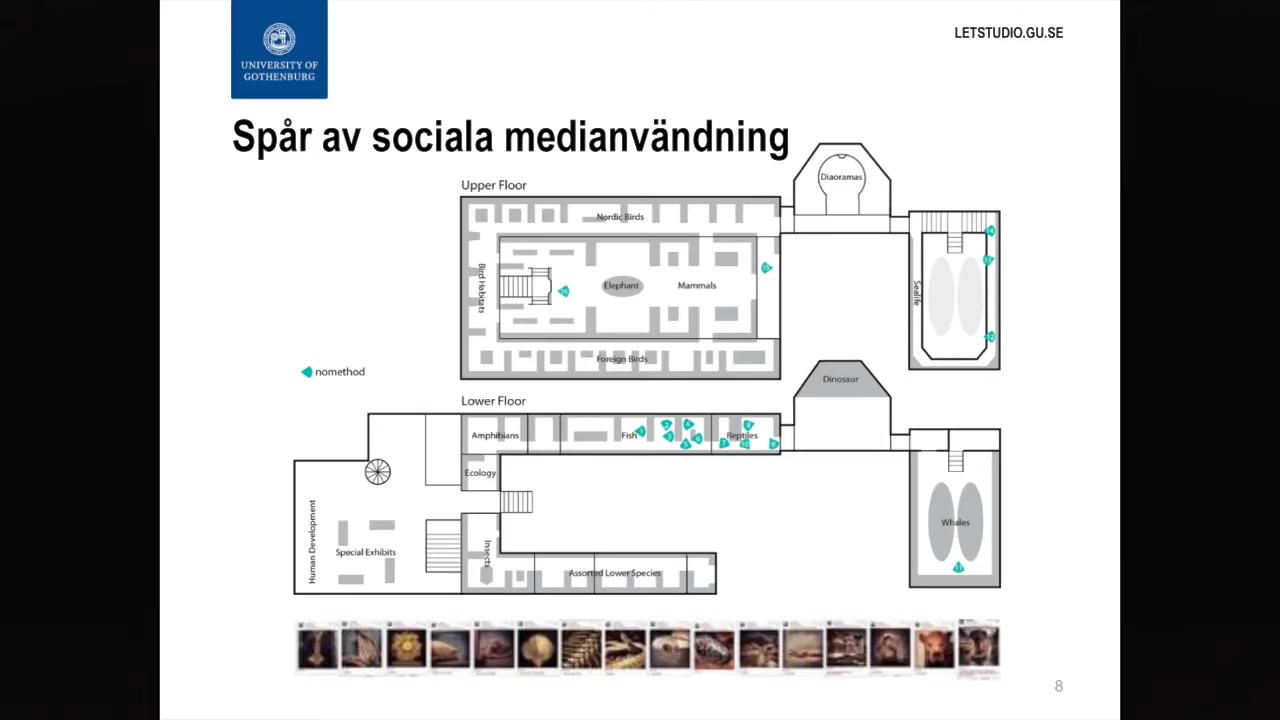 UNIVERSITY OF
GOTHENBURG
LETSTUDIO.GU.SE
Spår av sociala medianvändning
Upper Floor
Diaoramas
Nordic Birds
Bird Habitats
Elephant
Mammals
Sealife
Foreign Birds
nomethod
Dinosaur
Lower Floor
Amphibians
Fish
Reptiles
Ecology
Human Development
Special Exhibits
Insects
Assorted Lower Species
Whales
8